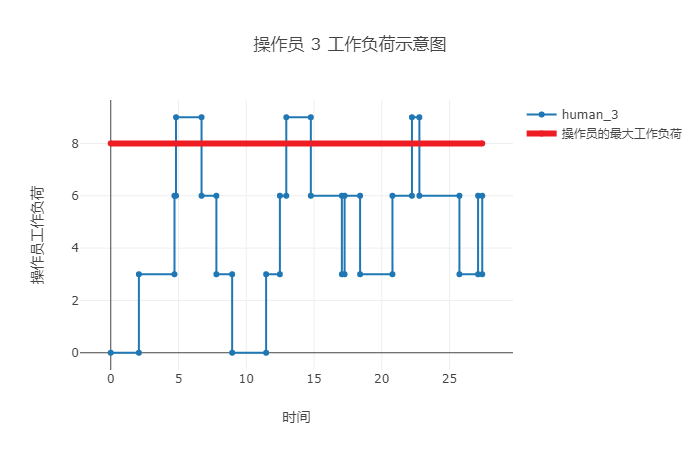 操作员 3 工作负荷示意图
human_3
操作员的最大工作负荷
操作员工作负荷
8
6
4
2
0
0 5 10 15 20 25
时间